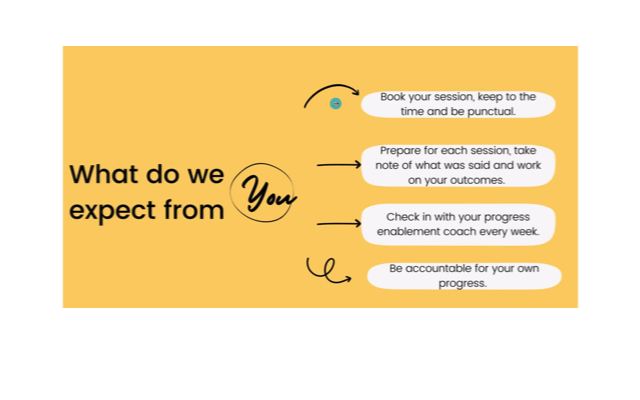 What do we
expect from
You
Book your session, keep to the
time and be punctual.
Prepare for each session, take
note of what was said and work
on your outcomes.
Check in with your progress
enablement coach every week.
Be accountable for your own
progress.